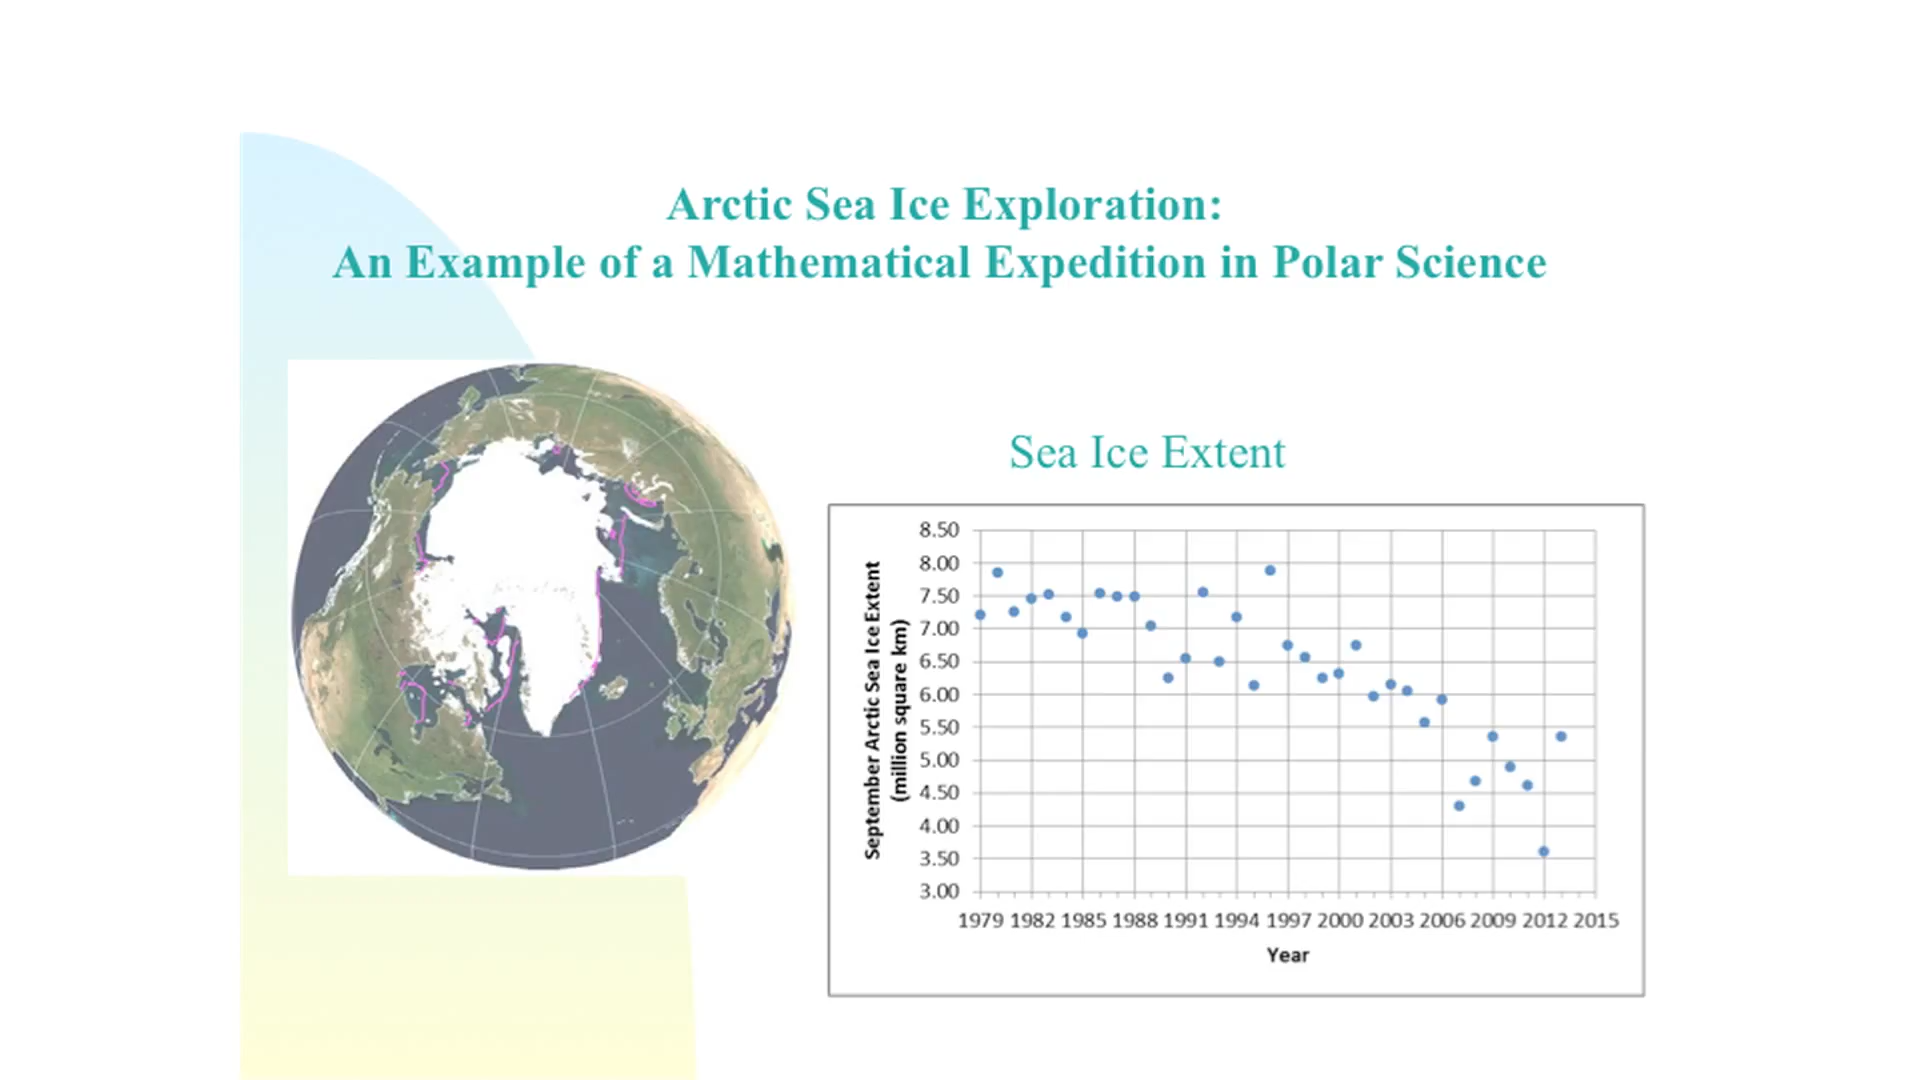 Arctic Sea Ice Exploration:
An Example of a Mathematical Expedition in Polar Science
Sea Ice Extent
September Arctic Sea Ice Extent
(million square km)
8.50
8.00
7.50
7.00
6.50
6.00
5.50
5.00
4.50
4.00
3.50
3.00
1979 1982 1985 1988 1991 1994 1997 2000 2003 2006 2009 2012 2015
Year